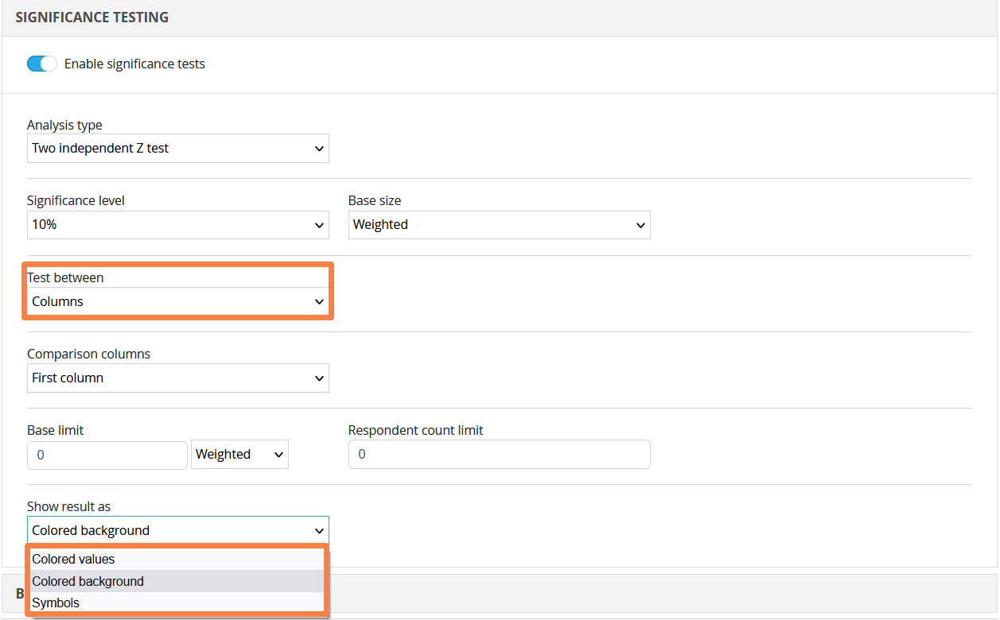 SIGNIFICANCE TESTING
Enable significance tests
Analysis type
Two independent Z test
Significance level
Base size
10%
Weighted
Test between
Columns
Comparison columns
First column
Base limit
Respondent count limit
0
Weighted
0
Show result as
Colored background
Colored values
Colored background
B
Symbols